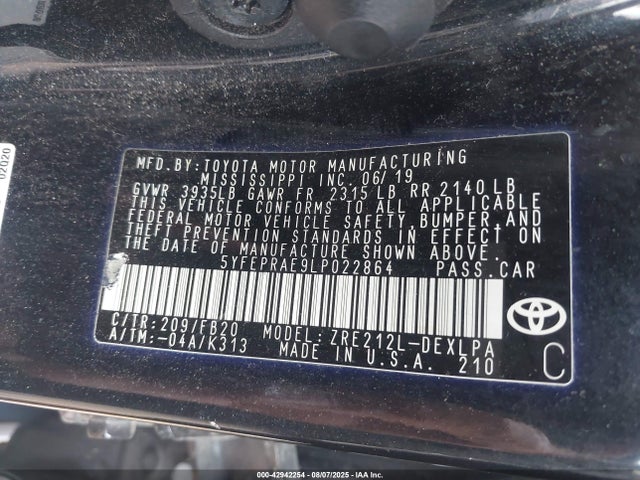 MFD.BY:TOYOTA MOTOR MANUFACTURING
MISSISSIPPI INC. 06/19
GVWR 3935LB GAWR FR 2315 LB RR 2140 LB
THIS VEHICLE CONFORMS TO ALL APPLICABLE
FEDERAL MOTOR VEHICLE SAFETY, BUMPER AND
THEFT PREVENTION STANDARDS IN EFFECT ON
THE DATE OF MANUFACTURE SHOWN ABOVE.
5YFEPRAE9LP022864 PASS.CAR
C/TR: 209/FB20 MODEL: ZRE212L-DEXLPA
A/TM: -04A/K313 MADE IN U.S.A. 210
C
02020
000-42942254 08/07/2025 IAAI.COM